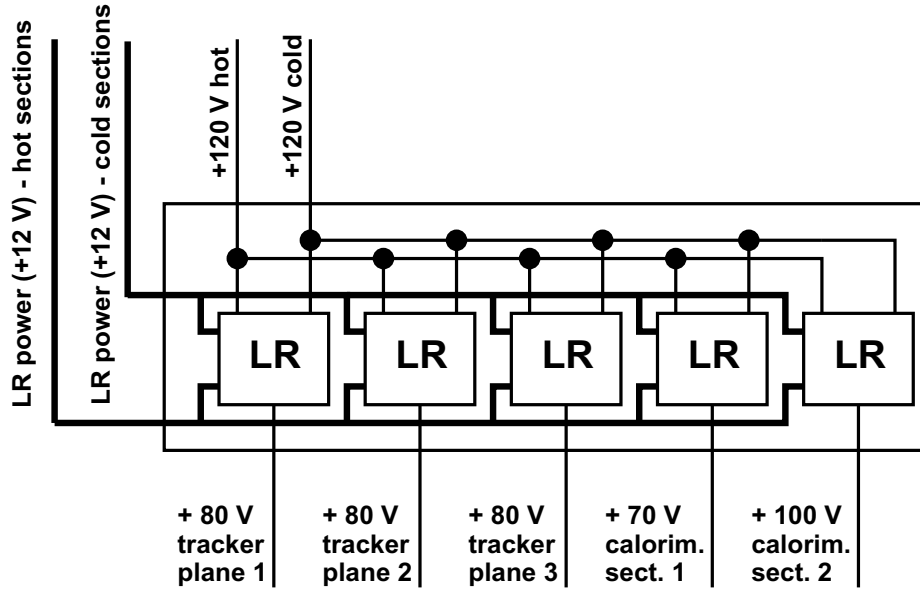 LR power (+12 V) - hot sections
LR power (+12 V) - cold sections
+120 V hot
+120 V cold
LR
LR
LR
LR
LR
+ 80 V
tracker
plane 1
+ 80 V
tracker
plane 2
+ 80 V
tracker
plane 3
+ 70 V
calorim.
sect. 1
+ 100 V
calorim.
sect. 2